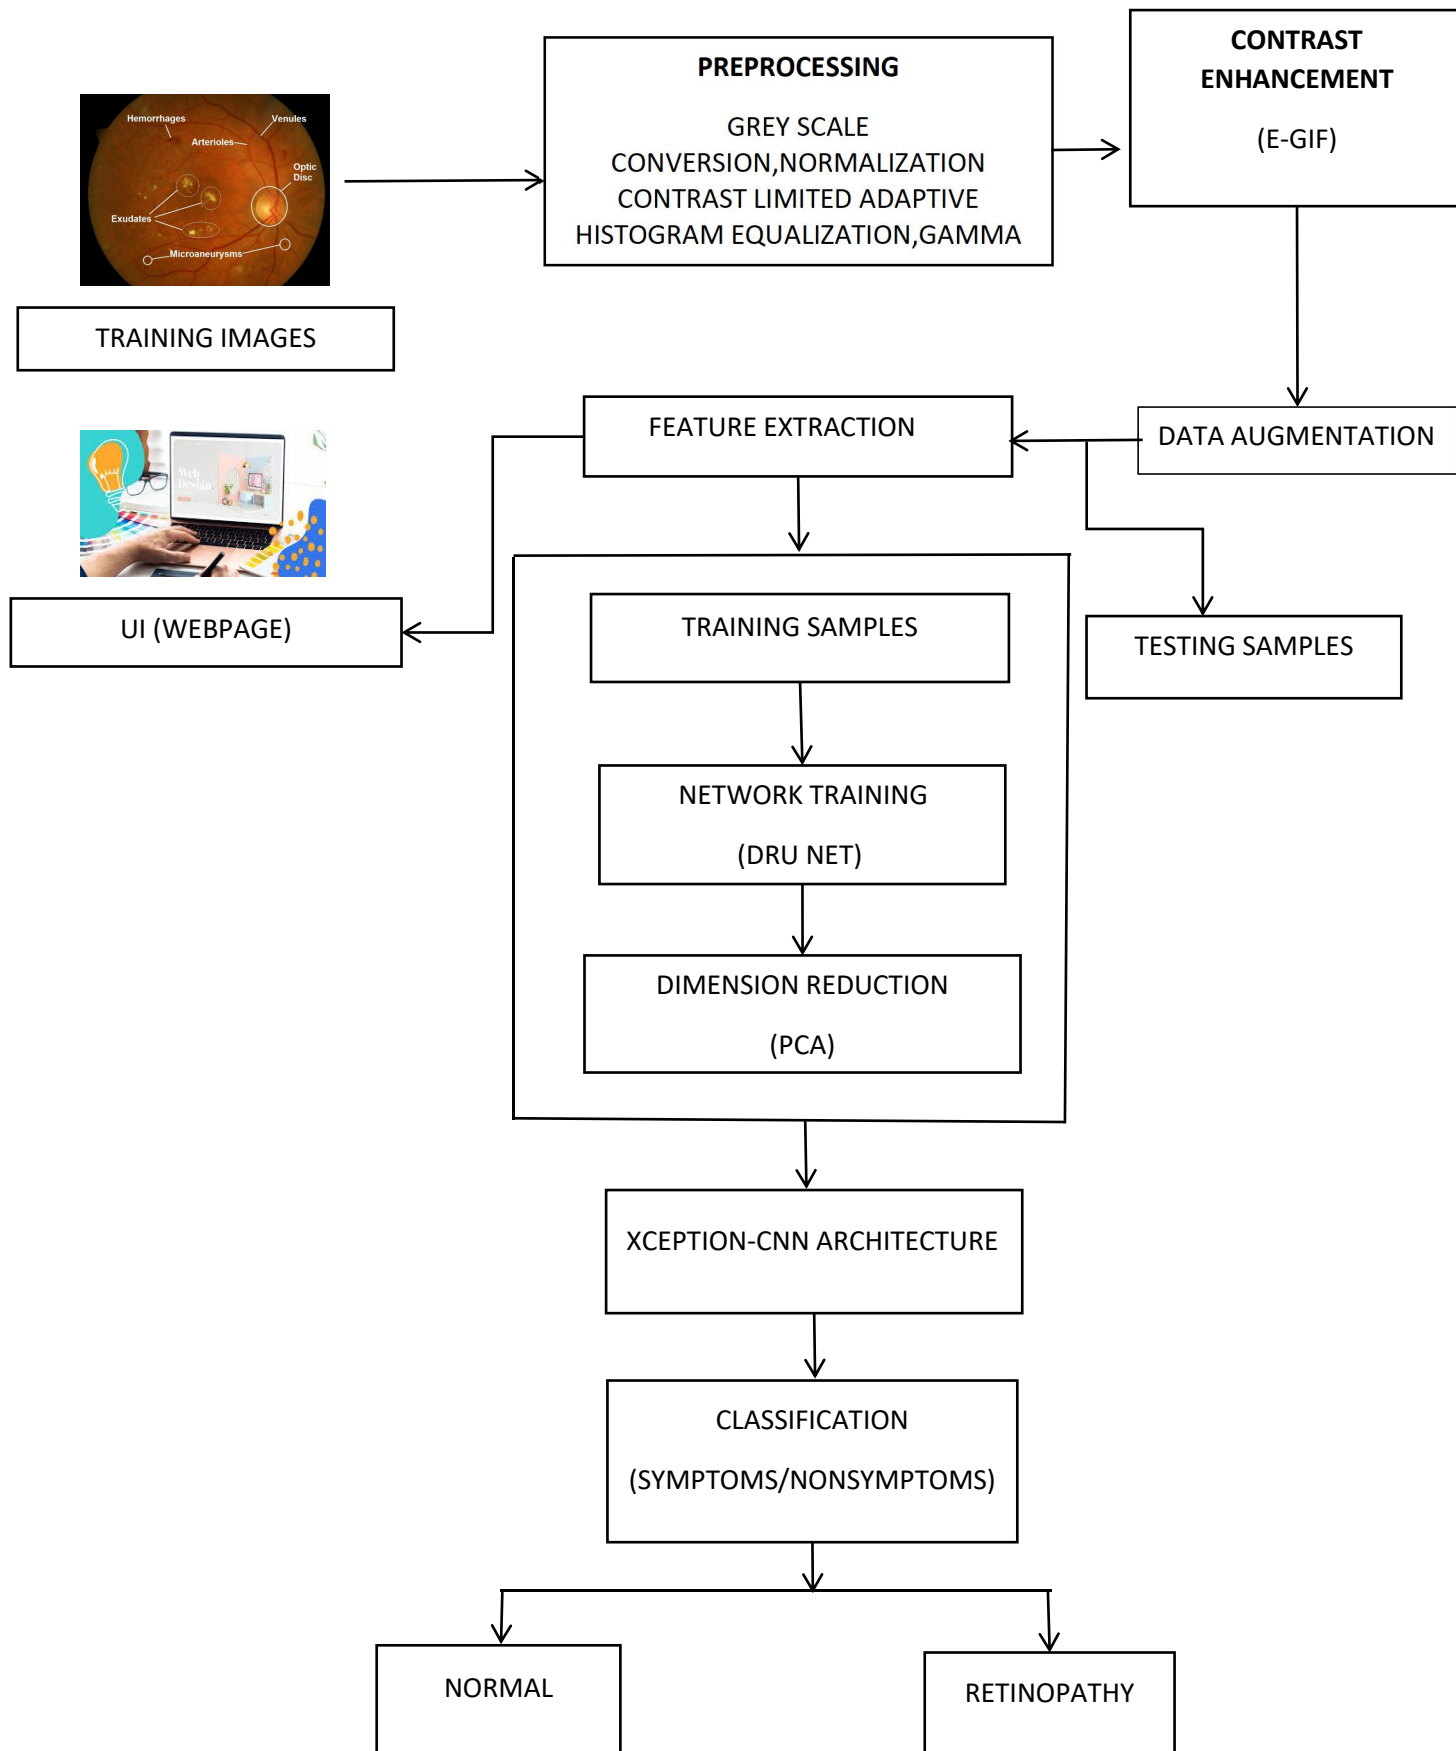 PREPROCESSING
GREY SCALE
CONVERSION,NORMALIZATION
CONTRAST LIMITED ADAPTIVE
HISTOGRAM EQUALIZATION,GAMMA
CONTRAST
ENHANCEMENT
(E-GIF)
Hemorrhages
Venules
Arterioles
Optic
Disc
Exudates
Microaneurysms
TRAINING IMAGES
FEATURE EXTRACTION
DATA AUGMENTATION
Web
Design
UI (WEBPAGE)
TRAINING SAMPLES
TESTING SAMPLES
NETWORK TRAINING
(DRU NET)
DIMENSION REDUCTION
(PCA)
XCEPTION-CNN ARCHITECTURE
CLASSIFICATION
(SYMPTOMS/NONSYMPTOMS)
NORMAL
RETINOPATHY